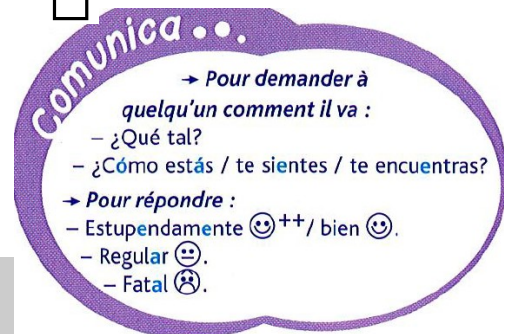 Comunica...
→ Pour demander à
quelqu'un comment il va :
– ¿Qué tal?
– ¿Cómo estás / te sientes / te encuentras?
→ Pour répondre :
– Estupendamente ☺++/ bien ☺.
– Regular 😐.
– Fatal ☹.